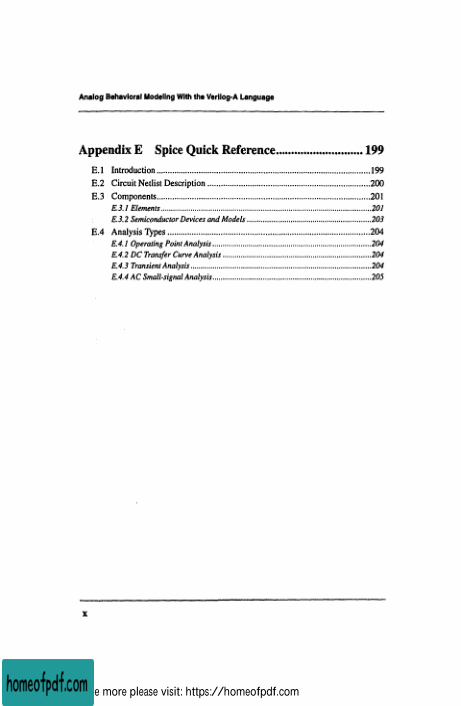 Analog Behavioral Modeling With the Verilog-A Language
Appendix E Spice Quick Reference............................. 199
E.1 Introduction ................................................................................................199
E.2 Circuit Netlist Description .........................................................................200
E.3 Components................................................................................................201
E.3.1 Elements.................................................................................................201
E.3.2 Semiconductor Devices and Models ........................................................203
E.4 Analysis Types ...........................................................................................204
E.4.1 Operating Point Analysis.........................................................................204
E.4.2 DC Transfer Curve Analysis ...................................................................204
E.4.3 Transient Analysis...................................................................................204
E.4.4 AC Small-signal Analysis.........................................................................205
x
homeofpdf.com
e more please visit: https://homeofpdf.com